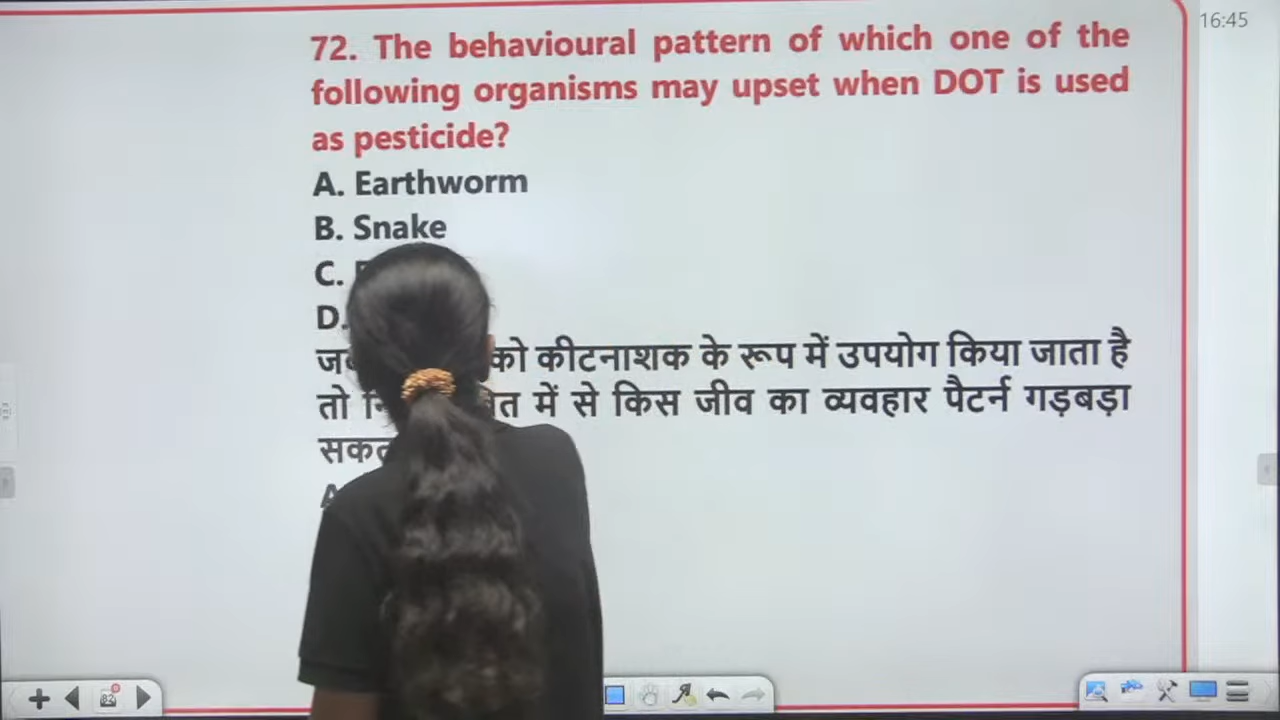 16:45
72. The behavioural pattern of which one of the
following organisms may upset when DOT is used
as pesticide?
A. Earthworm
B. Snake
C.
D.
को कीटनाशक के रूप में उपयोग किया जाता है
तो में से किस जीव का व्यवहार पैटर्न गड़बड़ा
82